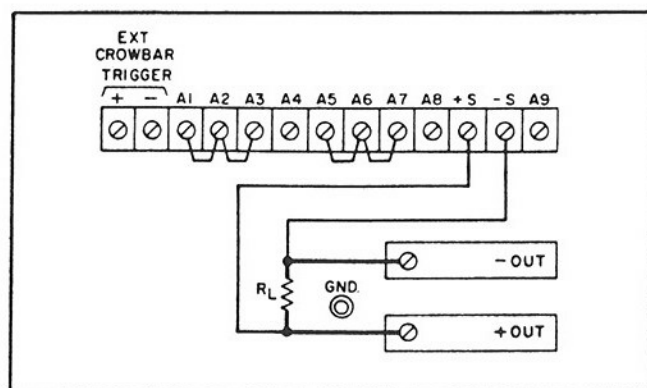 EXT
CROWBAR
TRIGGER
+ − A1 A2 A3 A4 A5 A6 A7 A8 +S −S A9
−OUT
RL GND.
+OUT